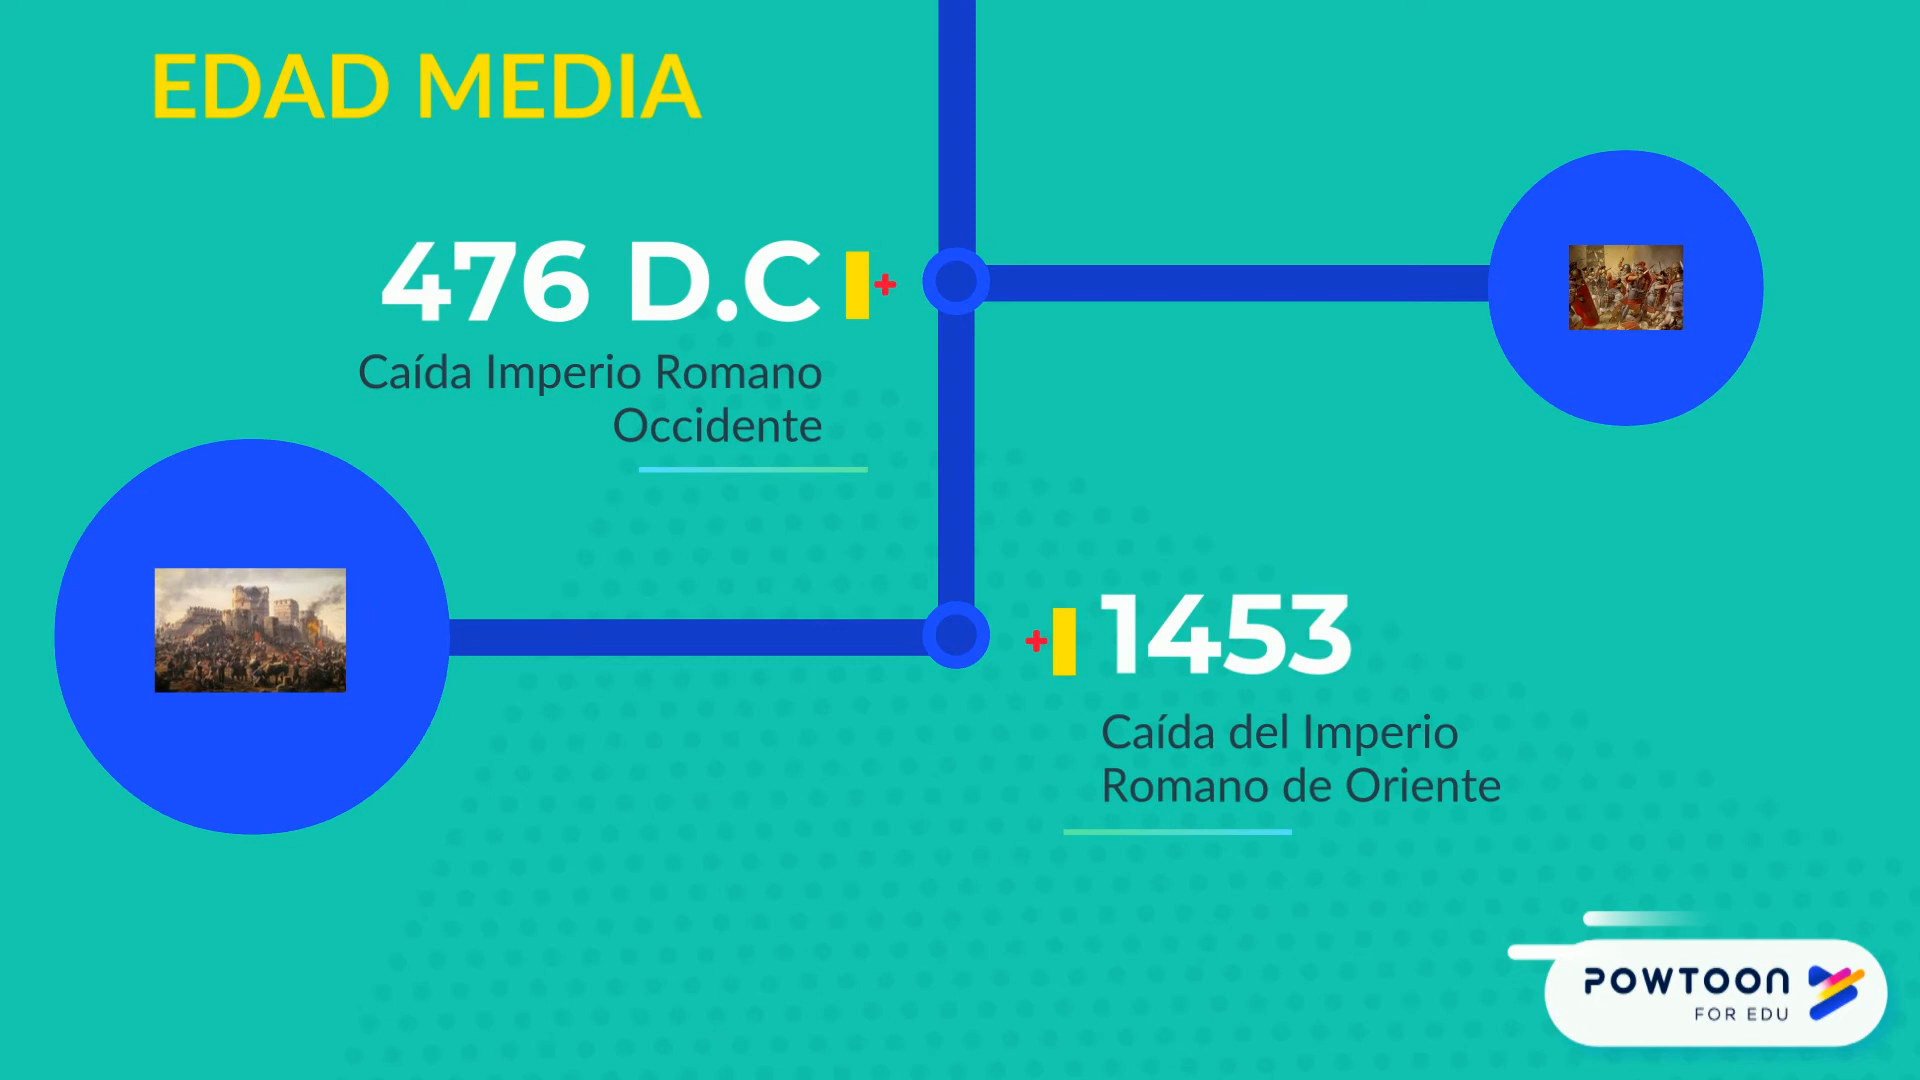 EDAD MEDIA
476 D.C
Caída Imperio Romano
Occidente
1453
Caída del Imperio
Romano de Oriente
POWTOON
FOR EDU